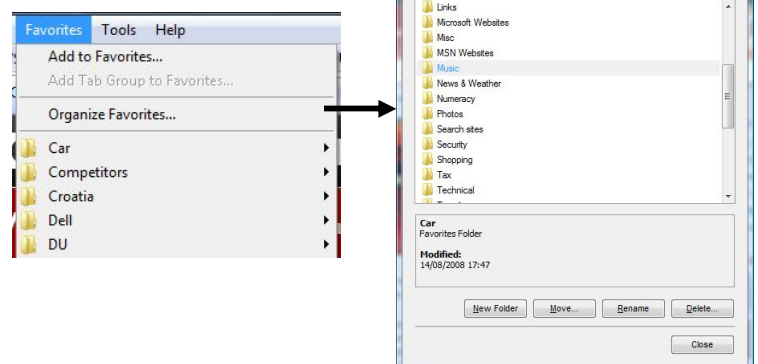 Favorites Tools Help
Add to Favorites...
Add Tab Group to Favorites...
Organize Favorites...
Car
Competitors
Croatia
Dell
DU
Links
Microsoft Websites
Misc
MSN Websites
Music
News & Weather
Numeracy
Photos
Search sites
Security
Shopping
Tax
Technical
Car
Favorites Folder
Modified:
14/08/2008 17:47
New Folder Move... Rename Delete...
Close